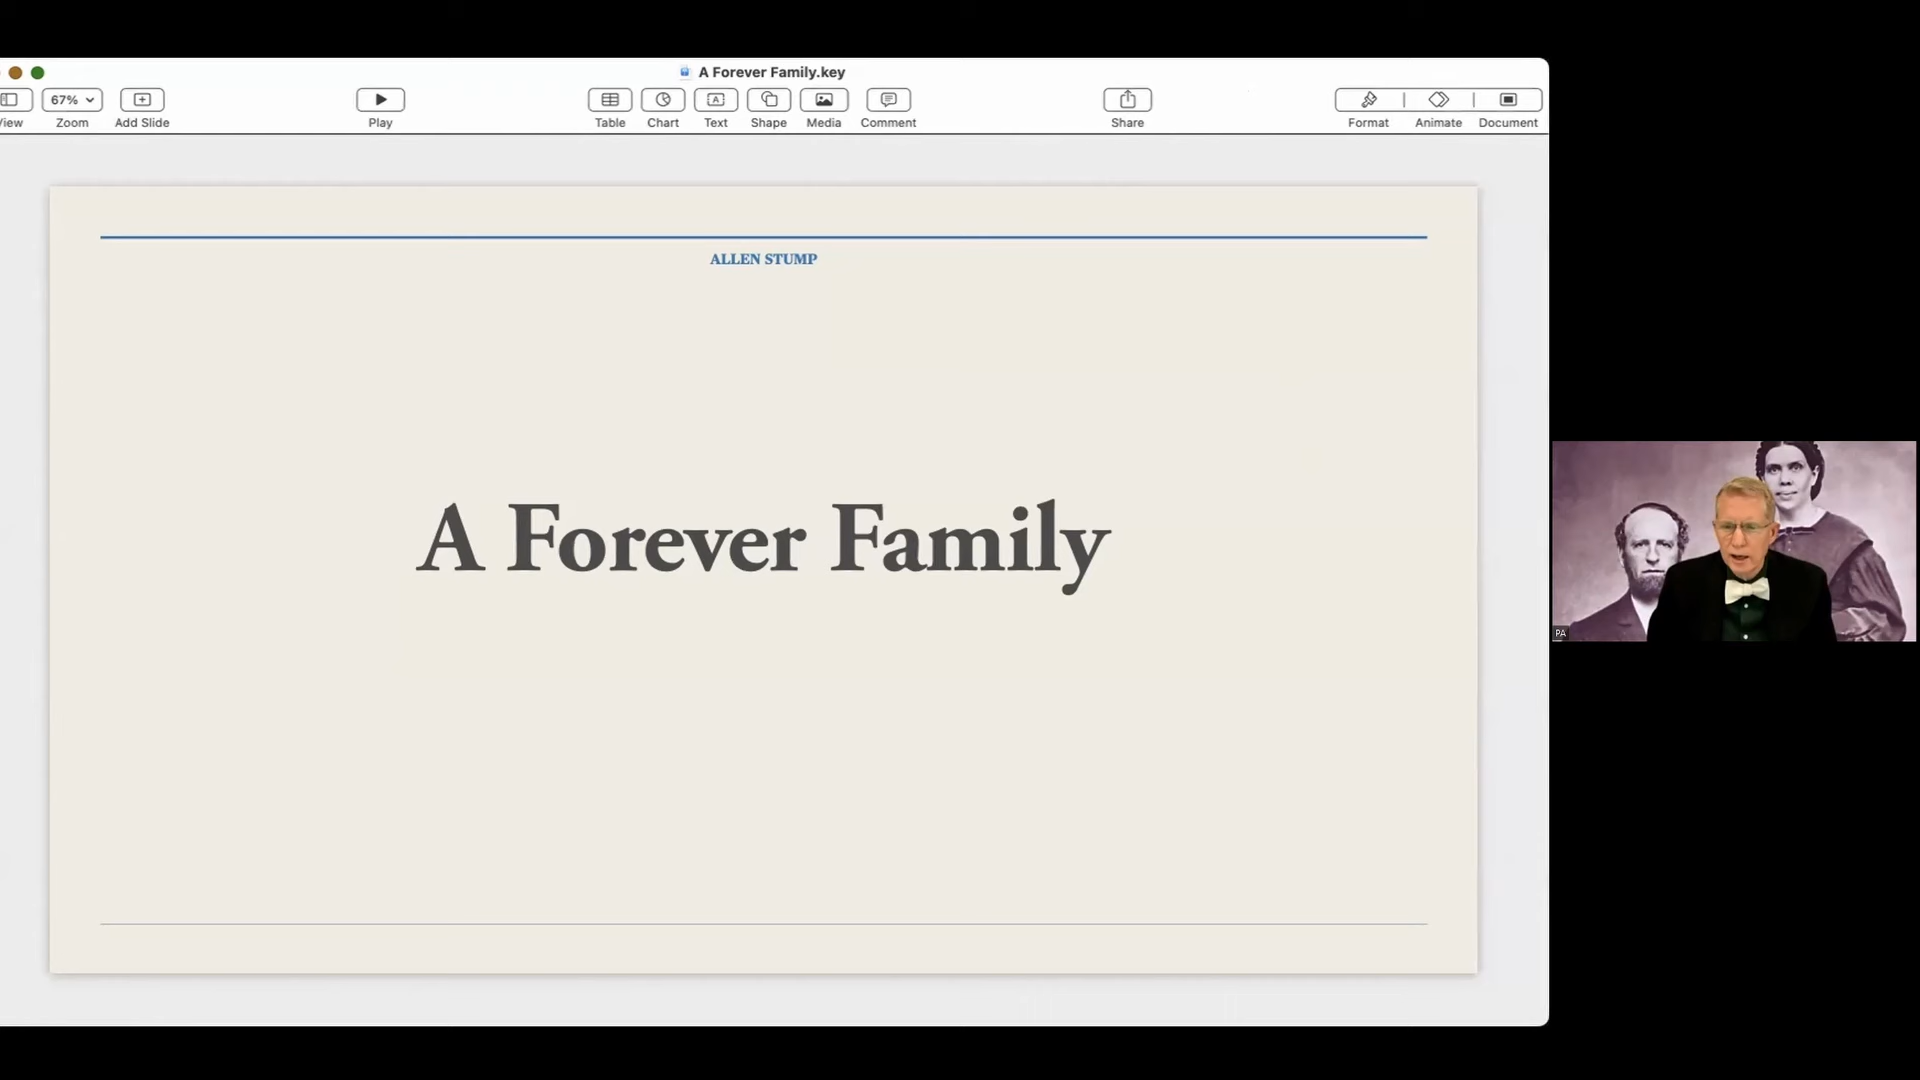 A Forever Family.key
67%
View
Zoom
Add Slide
Play
Table
Chart
Text
Shape
Media
Comment
Share
Format
Animate
Document
ALLEN STUMP
A Forever Family
PA